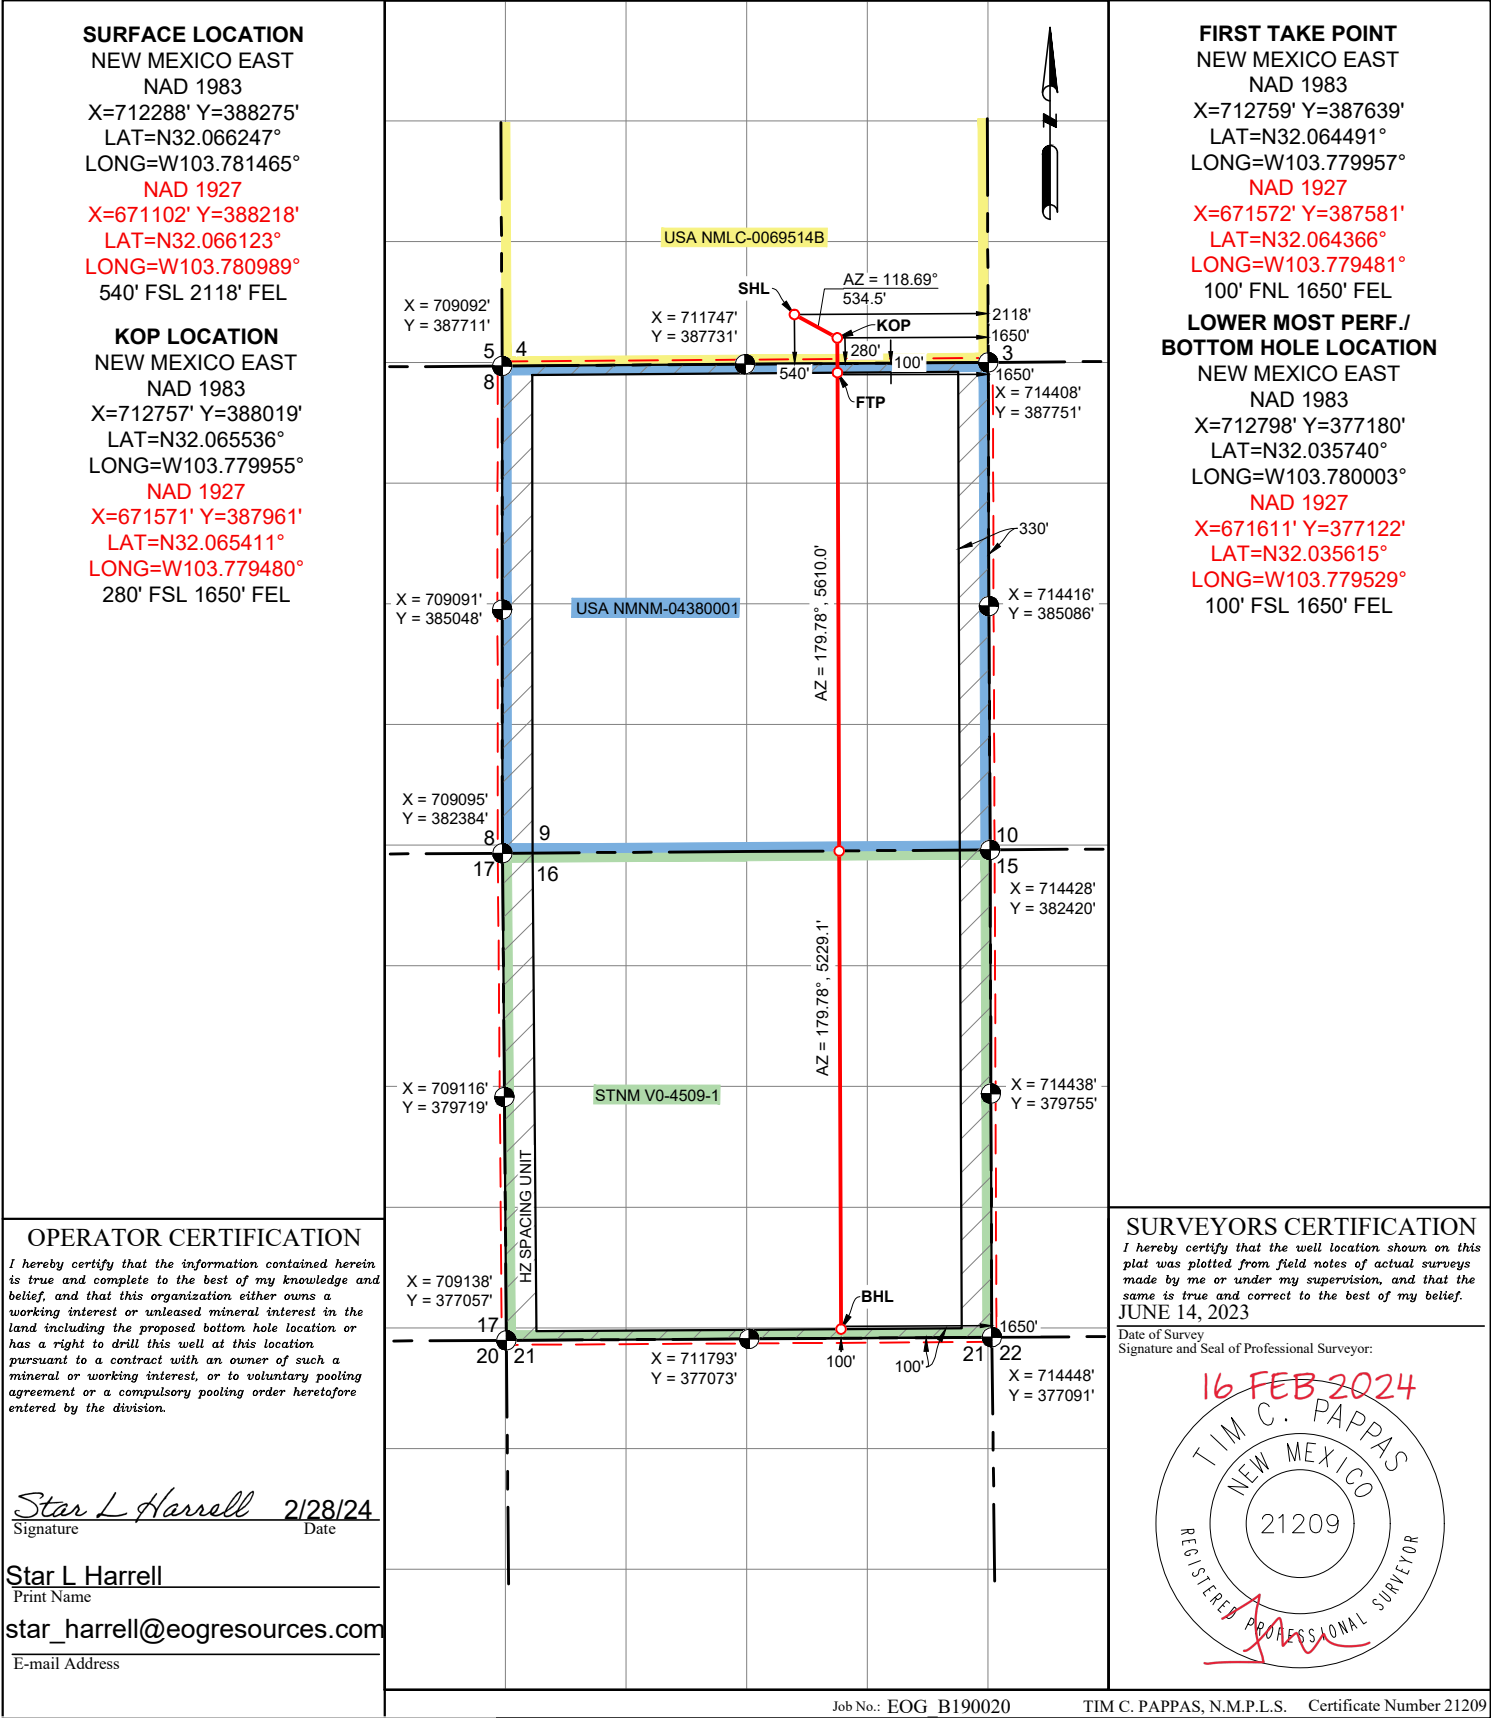 SURFACE LOCATION
NEW MEXICO EAST
NAD 1983
X=712288' Y=388275'
LAT=N32.066247°
LONG=W103.781465°
NAD 1927
X=671102' Y=388218'
LAT=N32.066123°
LONG=W103.780989°
540' FSL 2118' FEL
KOP LOCATION
NEW MEXICO EAST
NAD 1983
X=712757' Y=388019'
LAT=N32.065536°
LONG=W103.779955°
NAD 1927
X=671571' Y=387961'
LAT=N32.065411°
LONG=W103.779480°
280' FSL 1650' FEL
OPERATOR CERTIFICATION
I hereby certify that the information contained herein
is true and complete to the best of my knowledge and
belief, and that this organization either owns a
working interest or unleased mineral interest in the
land including the proposed bottom hole location or
has a right to drill this well at this location
pursuant to a contract with an owner of such a
mineral or working interest, or to voluntary pooling
agreement or a compulsory pooling order heretofore
entered by the division.
Star L Harrell 2/28/24
Signature Date
Star L Harrell
Print Name
star_harrell@eogresources.com
E-mail Address
N
USA NMLC-0069514B
AZ = 118.69°
534.5'
SHL
KOP
2118'
1650'
X = 709092'
Y = 387711'
X = 711747'
Y = 387731'
280'
100'
540'
5 4
8
3
1650'
FTP
X = 714408'
Y = 387751'
330'
AZ = 179.78°, 5610.0'
X = 709091'
Y = 385048'
USA NMNM-04380001
X = 714416'
Y = 385086'
X = 709095'
Y = 382384'
8 9
17 16
10
15
X = 714428'
Y = 382420'
AZ = 179.78°, 5229.1'
X = 709116'
Y = 379719'
STNM V0-4509-1
X = 714438'
Y = 379755'
HZ SPACING UNIT
X = 709138'
Y = 377057'
BHL
1650'
17
20 21
X = 711793'
Y = 377073'
100'
100'
21 22
X = 714448'
Y = 377091'
FIRST TAKE POINT
NEW MEXICO EAST
NAD 1983
X=712759' Y=387639'
LAT=N32.064491°
LONG=W103.779957°
NAD 1927
X=671572' Y=387581'
LAT=N32.064366°
LONG=W103.779481°
100' FNL 1650' FEL
LOWER MOST PERF./
BOTTOM HOLE LOCATION
NEW MEXICO EAST
NAD 1983
X=712798' Y=377180'
LAT=N32.035740°
LONG=W103.780003°
NAD 1927
X=671611' Y=377122'
LAT=N32.035615°
LONG=W103.779529°
100' FSL 1650' FEL
SURVEYORS CERTIFICATION
I hereby certify that the well location shown on this
plat was plotted from field notes of actual surveys
made by me or under my supervision, and that the
same is true and correct to the best of my belief.
JUNE 14, 2023
Date of Survey
Signature and Seal of Professional Surveyor:
16 FEB 2024
TIM C. PAPPAS
NEW MEXICO
21209
REGISTERED PROFESSIONAL SURVEYOR
Job No.: EOG_B190020
TIM C. PAPPAS, N.M.P.L.S. Certificate Number 21209